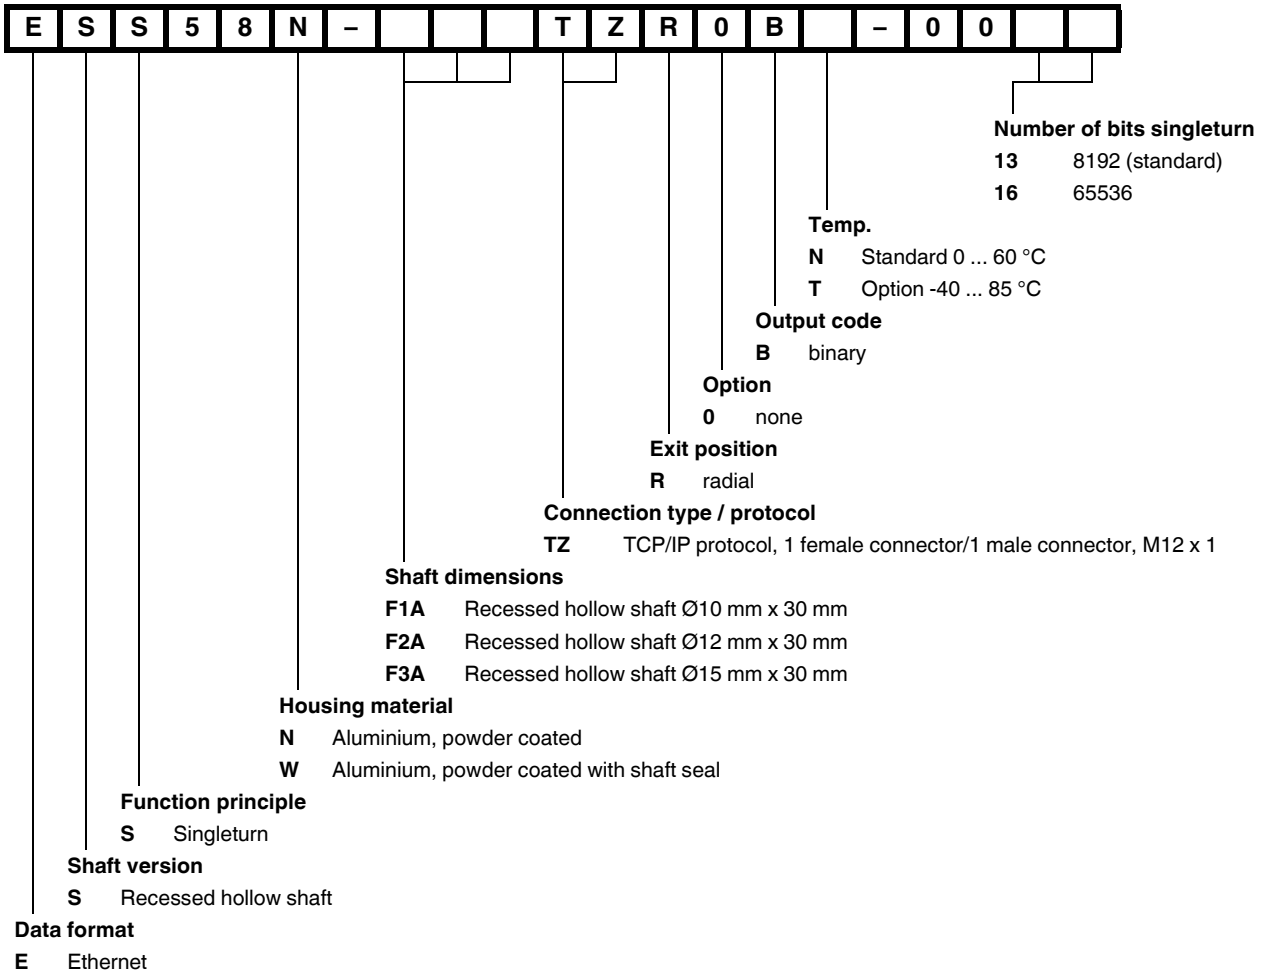 E S S 5 8 N – T Z R 0 B – 0 0
Number of bits singleturn
13 8192 (standard)
16 65536
Temp.
N Standard 0 ... 60 °C
T Option -40 ... 85 °C
Output code
B binary
Option
0 none
Exit position
R radial
Connection type / protocol
TZ TCP/IP protocol, 1 female connector/1 male connector, M12 x 1
Shaft dimensions
F1A Recessed hollow shaft Ø10 mm x 30 mm
F2A Recessed hollow shaft Ø12 mm x 30 mm
F3A Recessed hollow shaft Ø15 mm x 30 mm
Housing material
N Aluminium, powder coated
W Aluminium, powder coated with shaft seal
Function principle
S Singleturn
Shaft version
S Recessed hollow shaft
Data format
E Ethernet